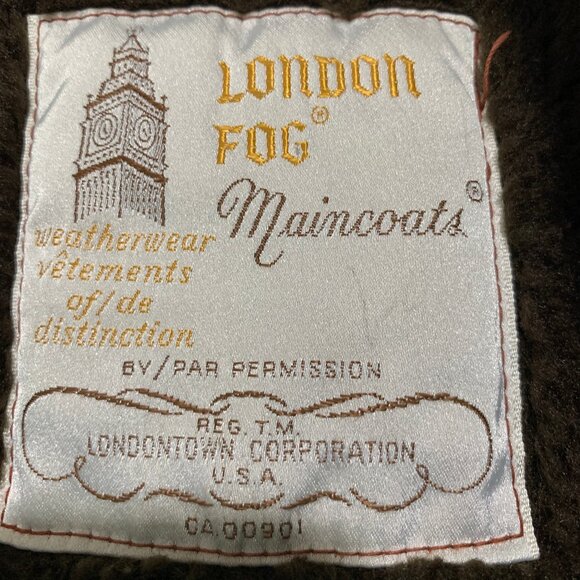 LONDON
FOG®
Maincoats®
weatherwear
vêtements
of/de
distinction
BY/PAR PERMISSION
REG. T.M.
LONDONTOWN CORPORATION
U.S.A.
CA 00901